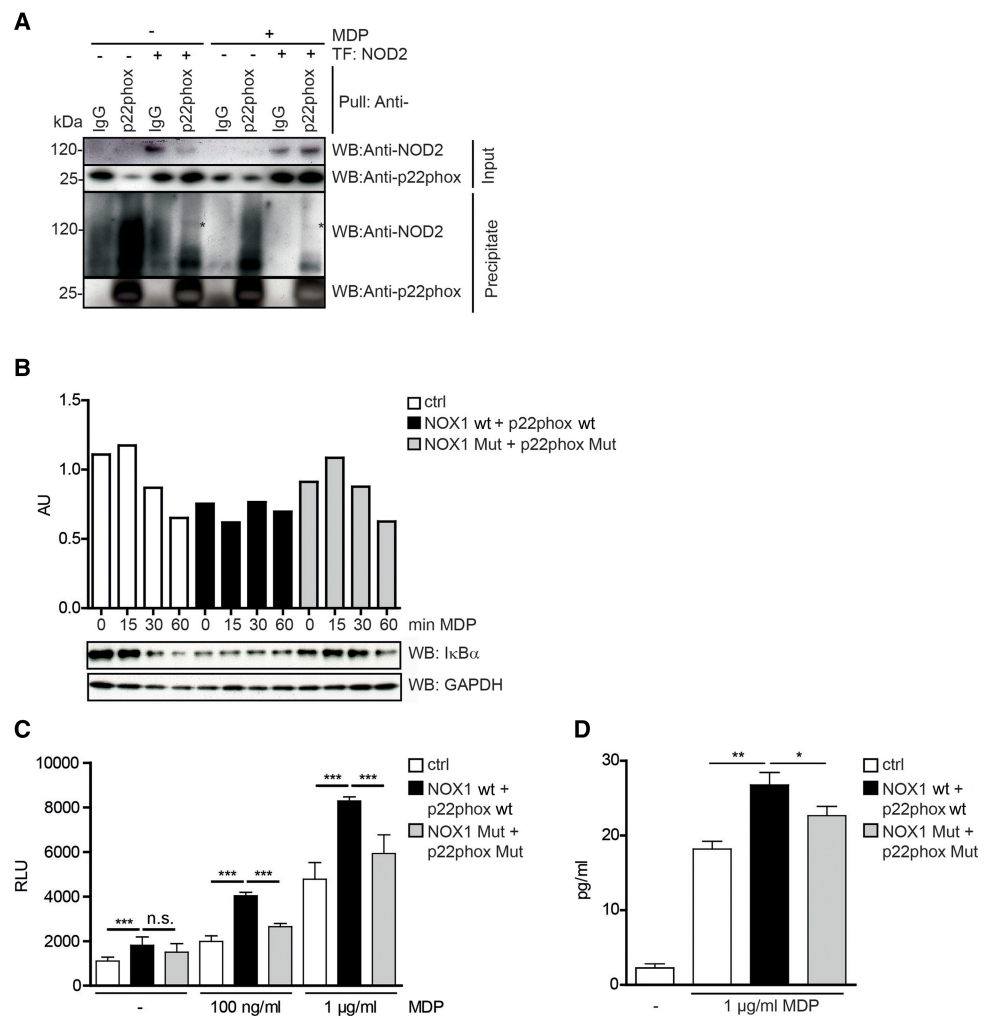 A
- + MDP
- - + + - - + + TF: NOD2
IgG p22phox IgG p22phox IgG p22phox IgG p22phox Pull: Anti-
kDa
120- WB:Anti-NOD2
25- WB:Anti-p22phox
Input
120- * * WB:Anti-NOD2
25- WB:Anti-p22phox
Precipitate
B
1.5
1.0
0.5
0.0
AU
ctrl
NOX1 wt + p22phox wt
NOX1 Mut + p22phox Mut
0 15 30 60 0 15 30 60 0 15 30 60 min MDP
WB: IκBα
WB: GAPDH
C
10000
8000
6000
4000
2000
0
RLU
*** n.s.
*** ***
*** ***
- 100 ng/ml 1 µg/ml MDP
ctrl
NOX1 wt +
p22phox wt
NOX1 Mut +
p22phox Mut
D
30
20
10
0
pg/ml
** *
- 1 µg/ml MDP
ctrl
NOX1 wt +
p22phox wt
NOX1 Mut +
p22phox Mut